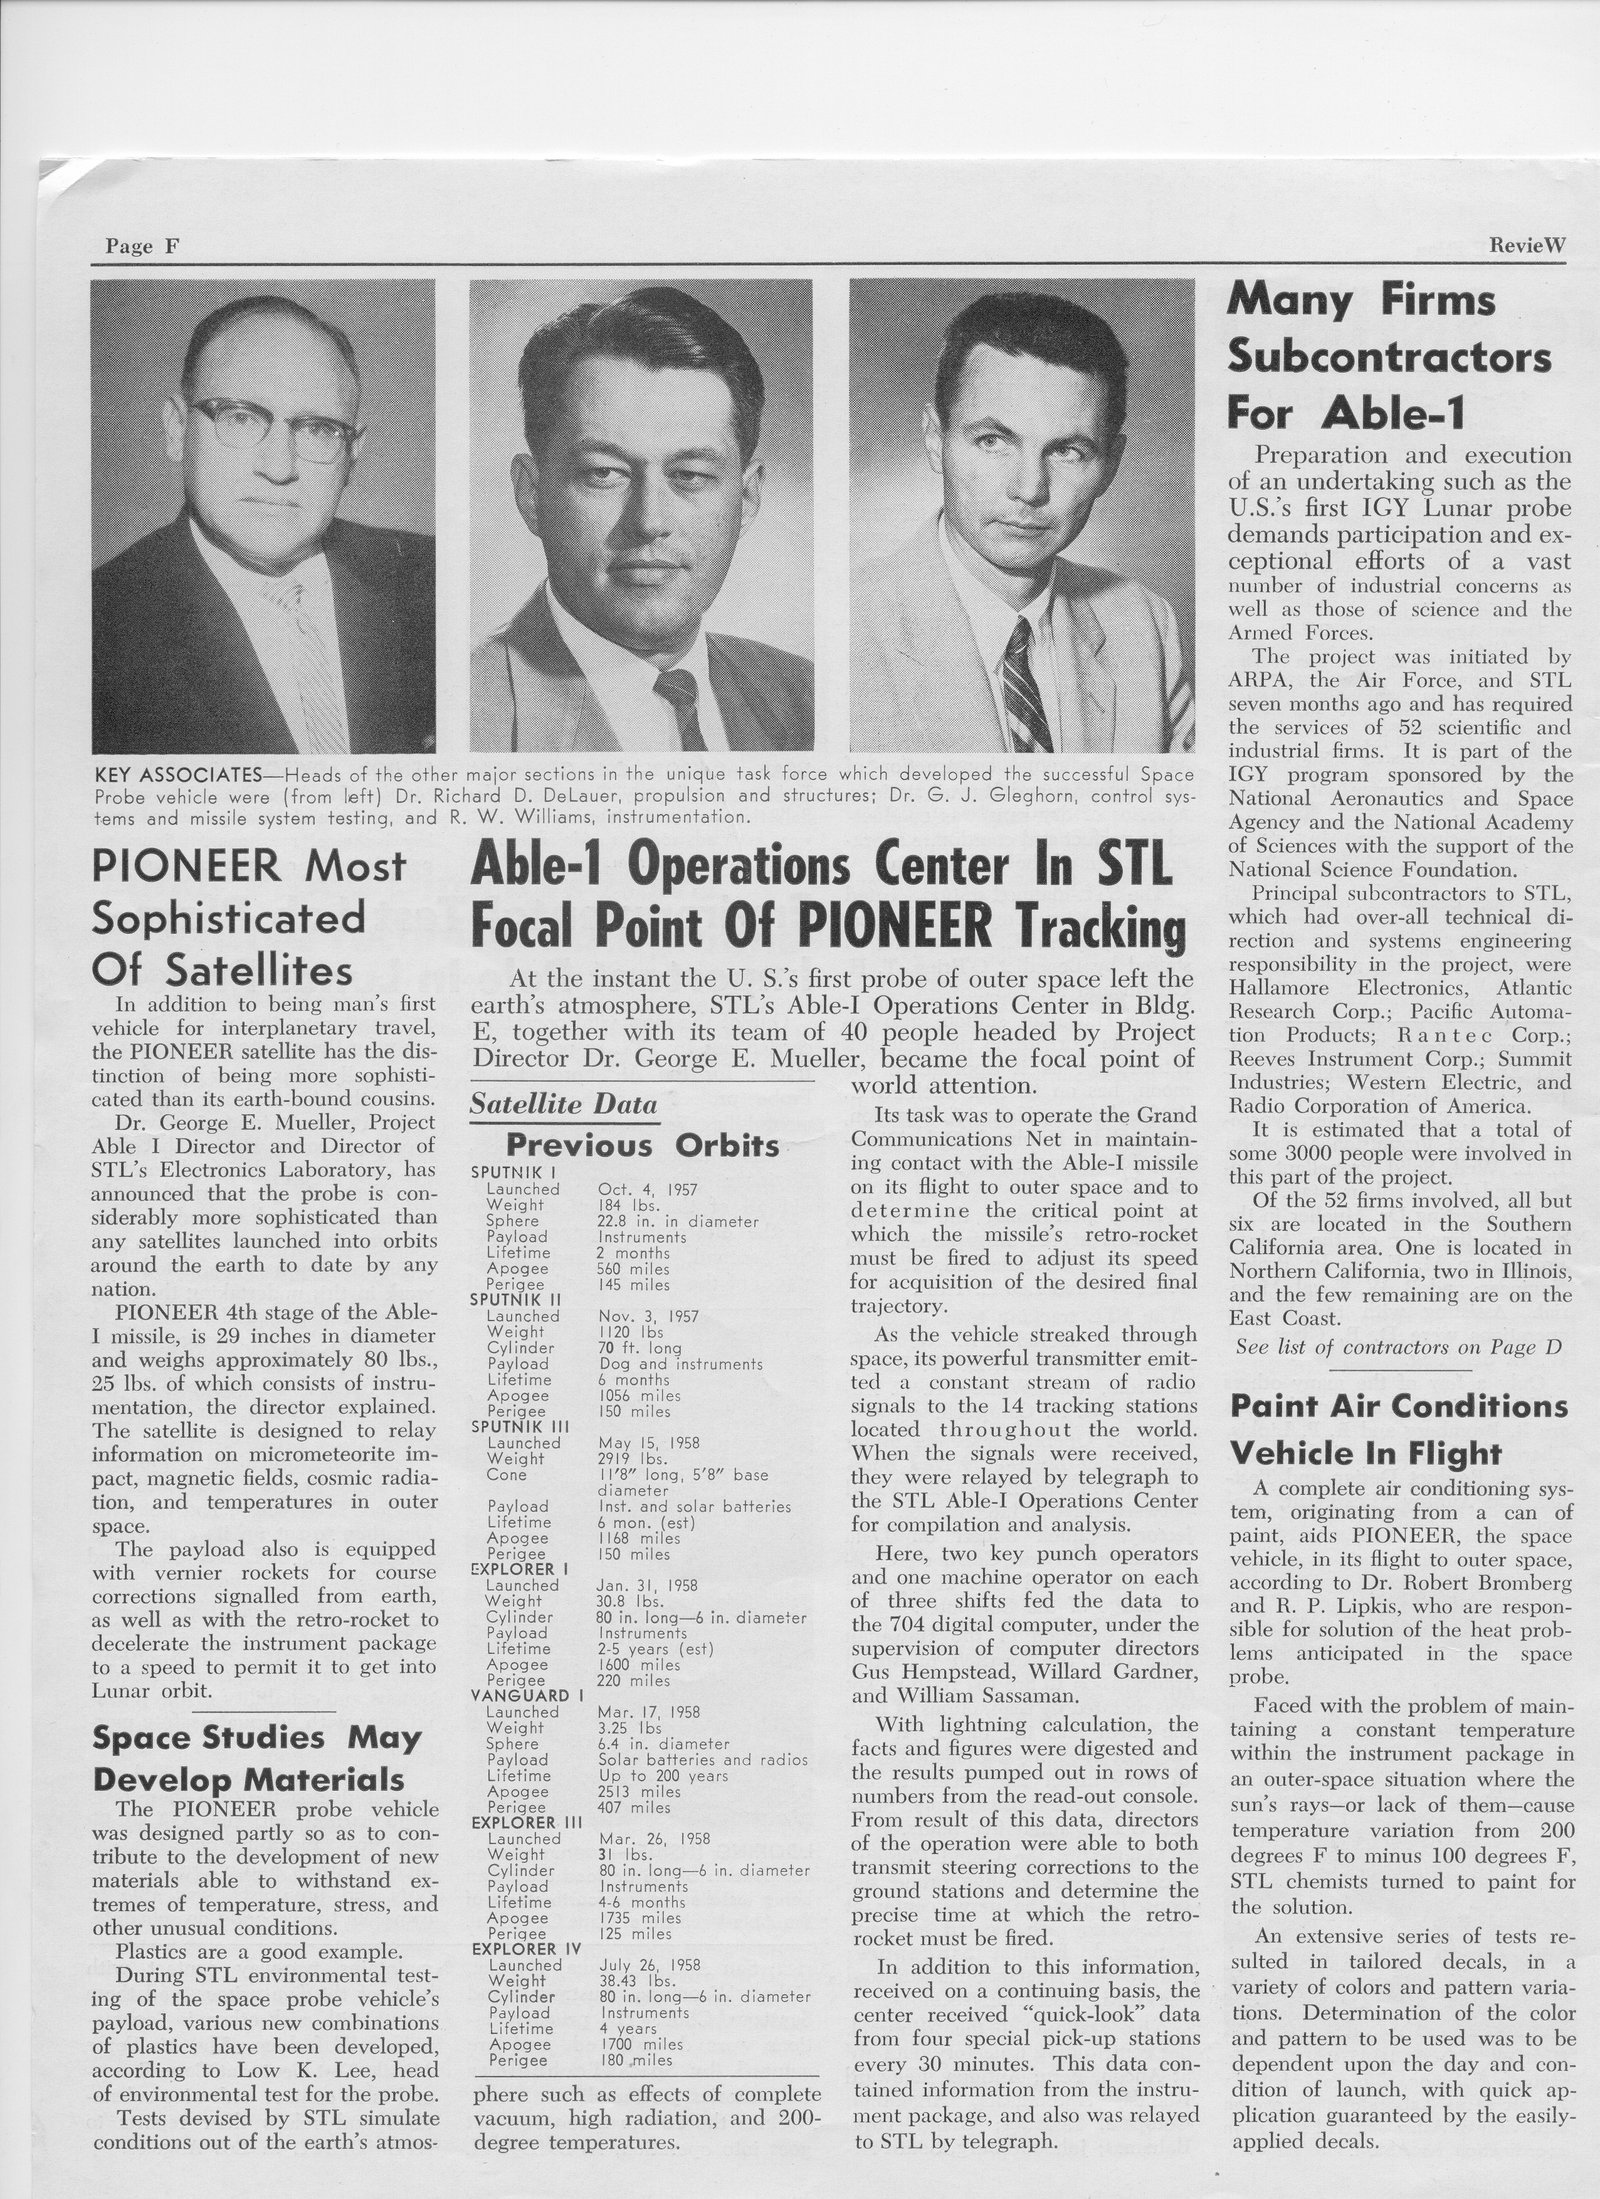 Page F
RevieW
KEY ASSOCIATES—Heads of the other major sections in the unique task force which developed the successful Space
Probe vehicle were (from left) Dr. Richard D. DeLauer, propulsion and structures; Dr. G. J. Gleghorn, control sys-
tems and missile system testing, and R. W. Williams, instrumentation.
PIONEER Most
Sophisticated
Of Satellites
In addition to being man's first
vehicle for interplanetary travel,
the PIONEER satellite has the dis-
tinction of being more sophisti-
cated than its earth-bound cousins.
Dr. George E. Mueller, Project
Able I Director and Director of
STL's Electronics Laboratory, has
announced that the probe is con-
siderably more sophisticated than
any satellites launched into orbits
around the earth to date by any
nation.
PIONEER 4th stage of the Able-
I missile, is 29 inches in diameter
and weighs approximately 80 lbs.,
25 lbs. of which consists of instru-
mentation, the director explained.
The satellite is designed to relay
information on micrometeorite im-
pact, magnetic fields, cosmic radia-
tion, and temperatures in outer
space.
The payload also is equipped
with vernier rockets for course
corrections signalled from earth,
as well as with the retro-rocket to
decelerate the instrument package
to a speed to permit it to get into
Lunar orbit.
Space Studies May
Develop Materials
The PIONEER probe vehicle
was designed partly so as to con-
tribute to the development of new
materials able to withstand ex-
tremes of temperature, stress, and
other unusual conditions.
Plastics are a good example.
During STL environmental test-
ing of the space probe vehicle's
payload, various new combinations
of plastics have been developed,
according to Low K. Lee, head
of environmental test for the probe.
Tests devised by STL simulate
conditions out of the earth's atmos-
phere such as effects of complete
vacuum, high radiation, and 200-
degree temperatures.
Able-1 Operations Center In STL
Focal Point Of PIONEER Tracking
At the instant the U. S.'s first probe of outer space left the
earth's atmosphere, STL's Able-I Operations Center in Bldg.
E, together with its team of 40 people headed by Project
Director Dr. George E. Mueller, became the focal point of
world attention.
Its task was to operate the Grand
Communications Net in maintain-
ing contact with the Able-I missile
on its flight to outer space and to
determine the critical point at
which the missile's retro-rocket
must be fired to adjust its speed
for acquisition of the desired final
trajectory.
As the vehicle streaked through
space, its powerful transmitter emit-
ted a constant stream of radio
signals to the 14 tracking stations
located throughout the world.
When the signals were received,
they were relayed by telegraph to
the STL Able-I Operations Center
for compilation and analysis.
Here, two key punch operators
and one machine operator on each
of three shifts fed the data to
the 704 digital computer, under the
supervision of computer directors
Gus Hempstead, Willard Gardner,
and William Sassaman.
With lightning calculation, the
facts and figures were digested and
the results pumped out in rows of
numbers from the read-out console.
From result of this data, directors
of the operation were able to both
transmit steering corrections to the
ground stations and determine the
precise time at which the retro-
rocket must be fired.
In addition to this information,
received on a continuing basis, the
center received "quick-look" data
from four special pick-up stations
every 30 minutes. This data con-
tained information from the instru-
ment package, and also was relayed
to STL by telegraph.
Satellite Data
Previous Orbits
SPUTNIK I
Launched Oct. 4, 1957
Weight 184 lbs.
Sphere 22.8 in. in diameter
Payload Instruments
Lifetime 2 months
Apogee 560 miles
Perigee 145 miles
SPUTNIK II
Launched Nov. 3, 1957
Weight 1120 lbs
Cylinder 70 ft. long
Payload Dog and instruments
Lifetime 6 months
Apogee 1056 miles
Perigee 150 miles
SPUTNIK III
Launched May 15, 1958
Weight 2919 lbs.
Cone 11'8" long, 5'8" base
diameter
Payload Inst. and solar batteries
Lifetime 6 mon. (est)
Apogee 1168 miles
Perigee 150 miles
EXPLORER I
Launched Jan. 31, 1958
Weight 30.8 lbs.
Cylinder 80 in. long—6 in. diameter
Payload Instruments
Lifetime 2-5 years (est)
Apogee 1600 miles
Perigee 220 miles
VANGUARD I
Launched Mar. 17, 1958
Weight 3.25 lbs
Sphere 6.4 in. diameter
Payload Solar batteries and radios
Lifetime Up to 200 years
Apogee 2513 miles
Perigee 407 miles
EXPLORER III
Launched Mar. 26, 1958
Weight 31 lbs.
Cylinder 80 in. long—6 in. diameter
Payload Instruments
Lifetime 4-6 months
Apogee 1735 miles
Perigee 125 miles
EXPLORER IV
Launched July 26, 1958
Weight 38.43 lbs.
Cylinder 80 in. long—6 in. diameter
Payload Instruments
Lifetime 4 years
Apogee 1700 miles
Perigee 180 miles
Many Firms
Subcontractors
For Able-1
Preparation and execution
of an undertaking such as the
U.S.'s first IGY Lunar probe
demands participation and ex-
ceptional efforts of a vast
number of industrial concerns as
well as those of science and the
Armed Forces.
The project was initiated by
ARPA, the Air Force, and STL
seven months ago and has required
the services of 52 scientific and
industrial firms. It is part of the
IGY program sponsored by the
National Aeronautics and Space
Agency and the National Academy
of Sciences with the support of the
National Science Foundation.
Principal subcontractors to STL,
which had over-all technical di-
rection and systems engineering
responsibility in the project, were
Hallamore Electronics, Atlantic
Research Corp.; Pacific Automa-
tion Products; Rantec Corp.;
Reeves Instrument Corp.; Summit
Industries; Western Electric, and
Radio Corporation of America.
It is estimated that a total of
some 3000 people were involved in
this part of the project.
Of the 52 firms involved, all but
six are located in the Southern
California area. One is located in
Northern California, two in Illinois,
and the few remaining are on the
East Coast.
See list of contractors on Page D
Paint Air Conditions
Vehicle In Flight
A complete air conditioning sys-
tem, originating from a can of
paint, aids PIONEER, the space
vehicle, in its flight to outer space,
according to Dr. Robert Bromberg
and R. P. Lipkis, who are respon-
sible for solution of the heat prob-
lems anticipated in the space
probe.
Faced with the problem of main-
taining a constant temperature
within the instrument package in
an outer-space situation where the
sun's rays—or lack of them—cause
temperature variation from 200
degrees F to minus 100 degrees F,
STL chemists turned to paint for
the solution.
An extensive series of tests re-
sulted in tailored decals, in a
variety of colors and pattern varia-
tions. Determination of the color
and pattern to be used was to be
dependent upon the day and con-
dition of launch, with quick ap-
plication guaranteed by the easily-
applied decals.